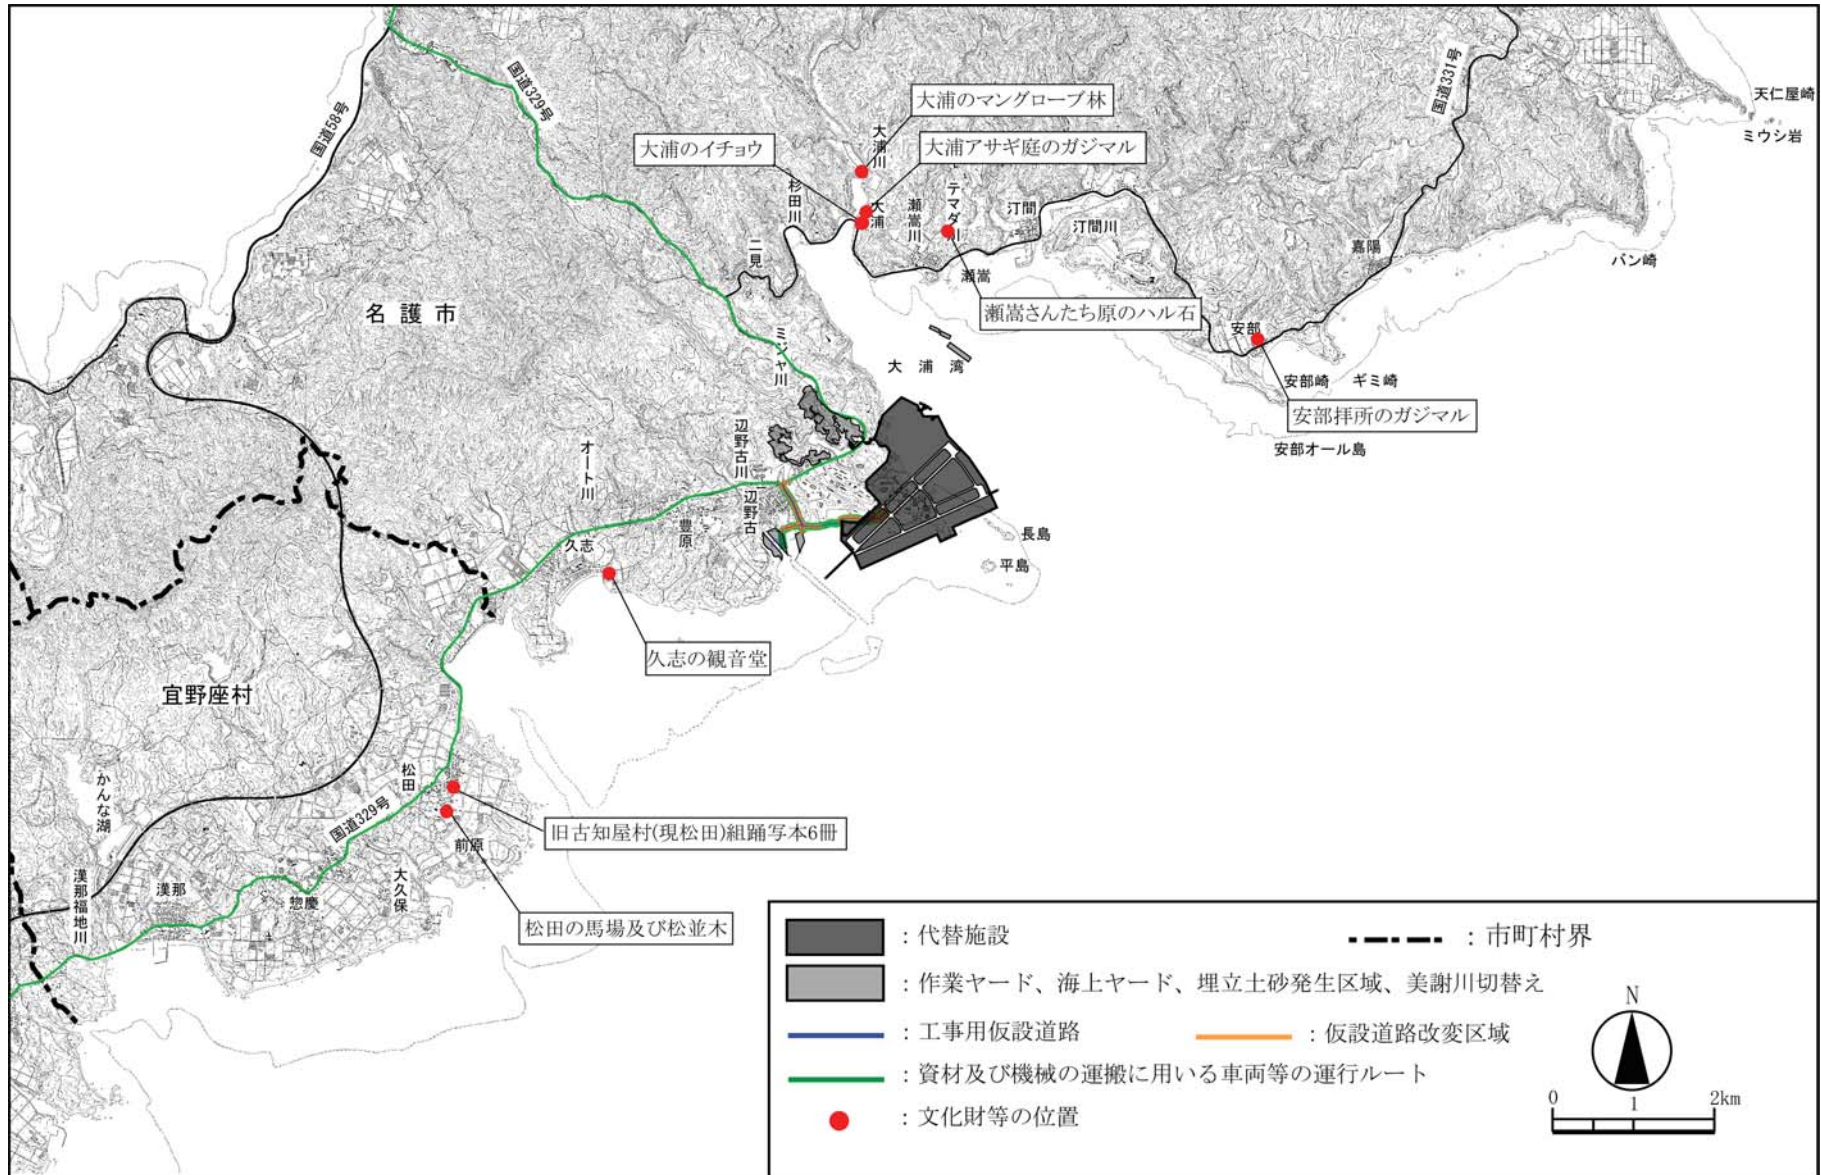 国道58号
国道329号
大浦のマングローブ林
大浦川
大浦のイチョウ
大浦アサギ庭のガジマル
国道331号
天仁屋崎
ミウシ岩
杉田川
大浦
瀬嵩川
テマダ川
汀間
汀間川
二見
瀬嵩
嘉陽
バン崎
名護市
瀬嵩さんたち原のハル石
安部
ミジャ川
大浦湾
安部崎
ギミ崎
安部拝所のガジマル
安部オール島
オート川
辺野古川
辺野古
豊原
久志
長島
平島
久志の観音堂
宜野座村
かんな湖
松田
国道329号
旧古知屋村(現松田)組踊写本6冊
前原
漢那福地川
漢那
惣慶
大久保
松田の馬場及び松並木
：代替施設
：市町村界
：作業ヤード、海上ヤード、埋立土砂発生区域、美謝川切替え
：工事用仮設道路
：仮設道路改変区域
：資材及び機械の運搬に用いる車両等の運行ルート
：文化財等の位置
N
0 1 2km